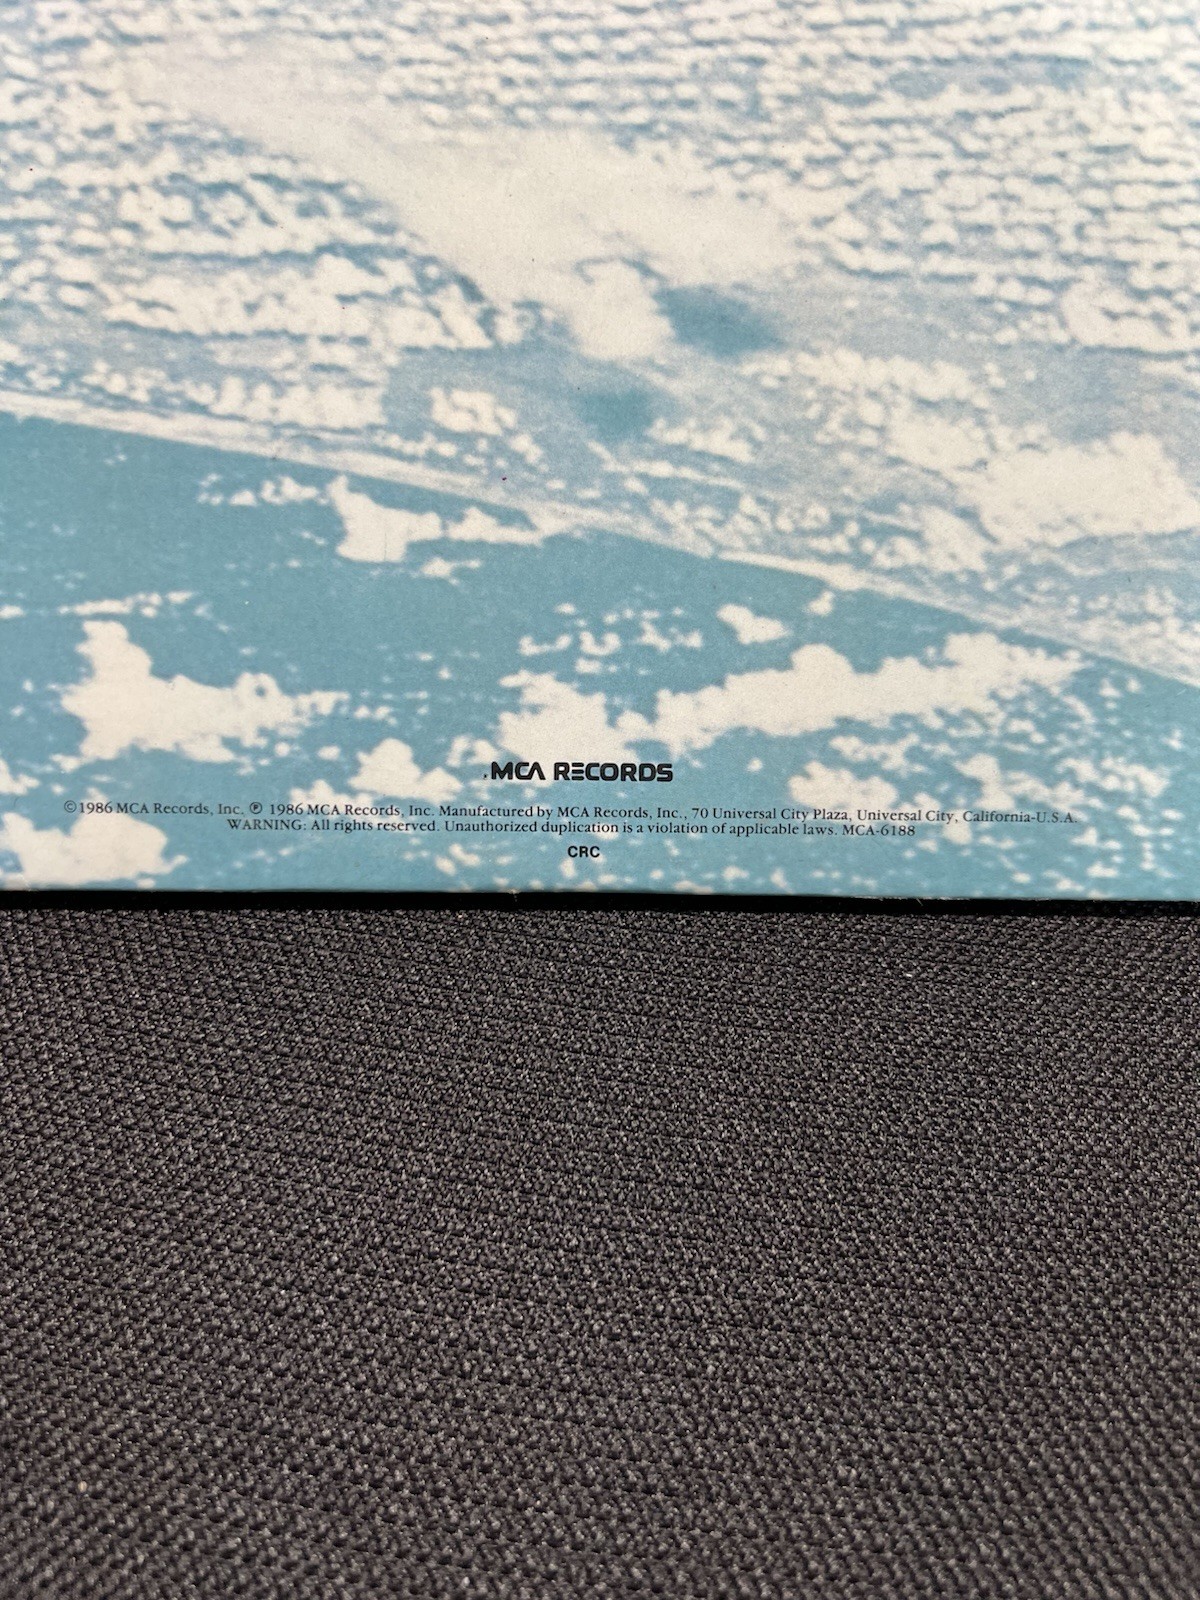 MCA RECORDS
©1986 MCA Records, Inc. ℗ 1986 MCA Records, Inc. Manufactured by MCA Records, Inc., 70 Universal City Plaza, Universal City, California-U.S.A.
WARNING: All rights reserved. Unauthorized duplication is a violation of applicable laws. MCA-6188
CRC